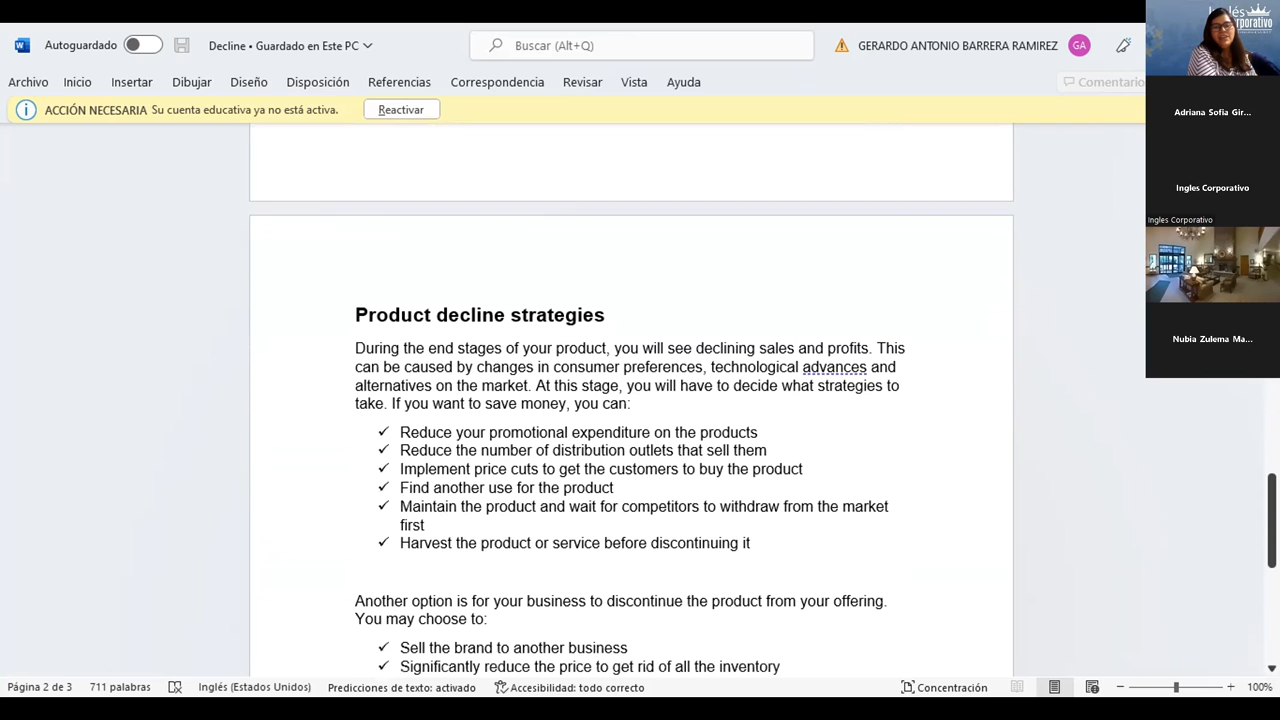 Autoguardado
Decline • Guardado en Este PC
Buscar (Alt+Q)
GERARDO ANTONIO BARRERA RAMIREZ
GA
Archivo Inicio Insertar Dibujar Diseño Disposición Referencias Correspondencia Revisar Vista Ayuda
Comentario
ACCIÓN NECESARIA Su cuenta educativa ya no está activa. Reactivar
Product decline strategies
During the end stages of your product, you will see declining sales and profits. This
can be caused by changes in consumer preferences, technological advances and
alternatives on the market. At this stage, you will have to decide what strategies to
take. If you want to save money, you can:
✓ Reduce your promotional expenditure on the products
✓ Reduce the number of distribution outlets that sell them
✓ Implement price cuts to get the customers to buy the product
✓ Find another use for the product
✓ Maintain the product and wait for competitors to withdraw from the market
first
✓ Harvest the product or service before discontinuing it
Another option is for your business to discontinue the product from your offering.
You may choose to:
✓ Sell the brand to another business
✓ Significantly reduce the price to get rid of all the inventory
Página 2 de 3 711 palabras Inglés (Estados Unidos) Predicciones de texto: activado Accesibilidad: todo correcto Concentración 100%
Adriana Sofia Gir...
Ingles Corporativo
Ingles Corporativo
Nubia Zulema Ma...